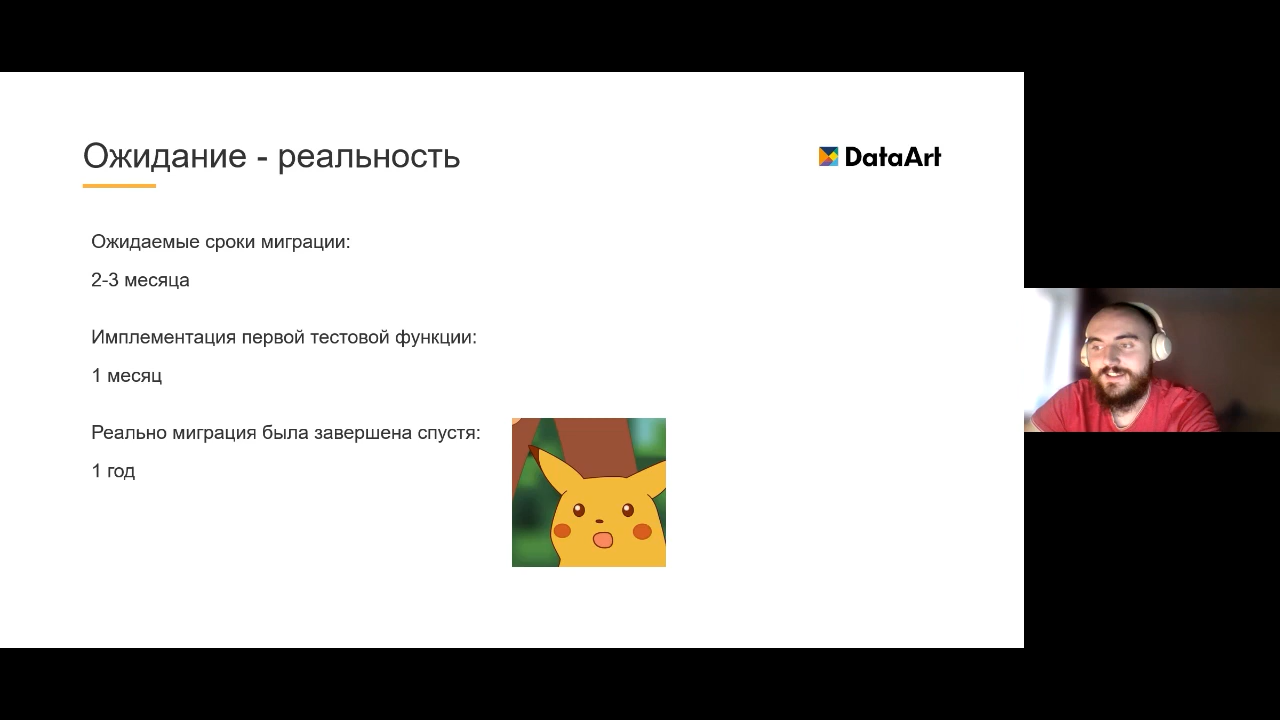 Ожидание - реальность
DataArt
Ожидаемые сроки миграции:
2-3 месяца
Имплементация первой тестовой функции:
1 месяц
Реально миграция была завершена спустя:
1 год